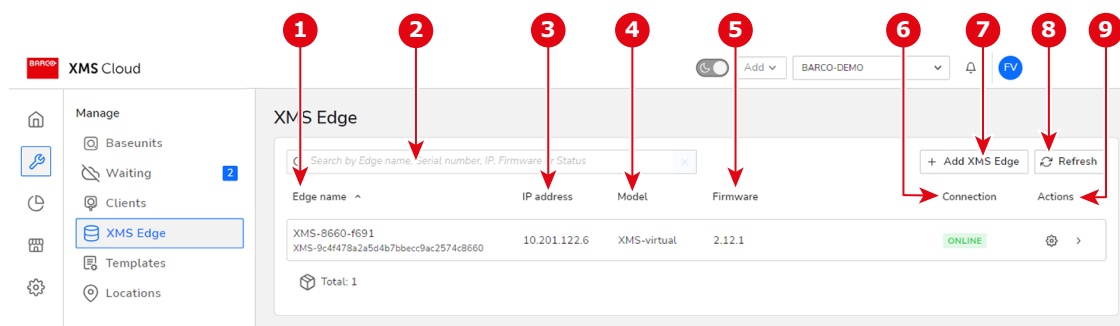 1 2 3 4 5 6 7 8 9
BARCO XMS Cloud
Add BARCO-DEMO FV
Manage
Baseunits
Waiting 2
Clients
XMS Edge
Templates
Locations
XMS Edge
Search by Edge name, Serial number, IP, Firmware or Status
+ Add XMS Edge Refresh
Edge name IP address Model Firmware Connection Actions
XMS-8660-f691
XMS-9c4f478a2a5d4b7bbecc9ac2574c8660
10.201.122.6 XMS-virtual 2.12.1 ONLINE
Total: 1